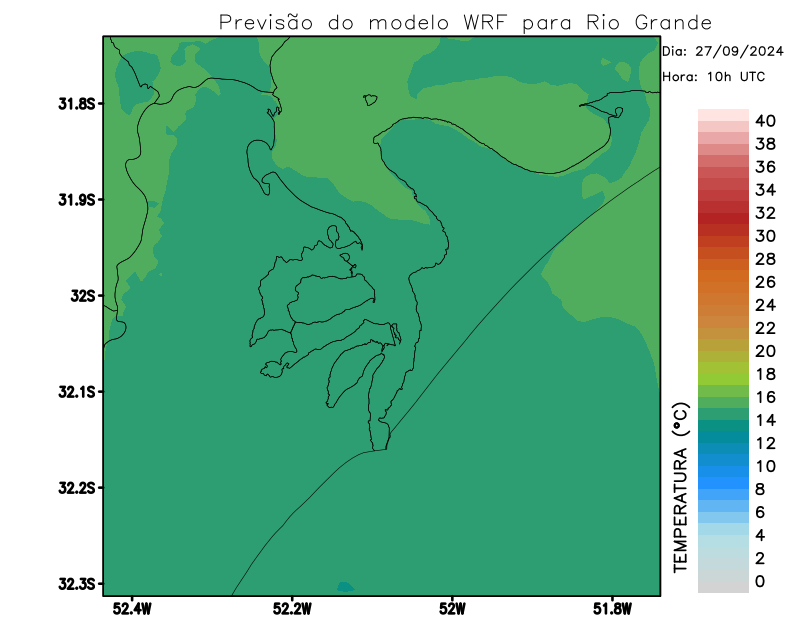 Previsão do modelo WRF para Rio Grande
Dia: 27/09/2024
Hora: 10h UTC
31.8S
31.9S
32S
32.1S
32.2S
32.3S
52.4W
52.2W
52W
51.8W
TEMPERATURA (°C)
40
38
36
34
32
30
28
26
24
22
20
18
16
14
12
10
8
6
4
2
0